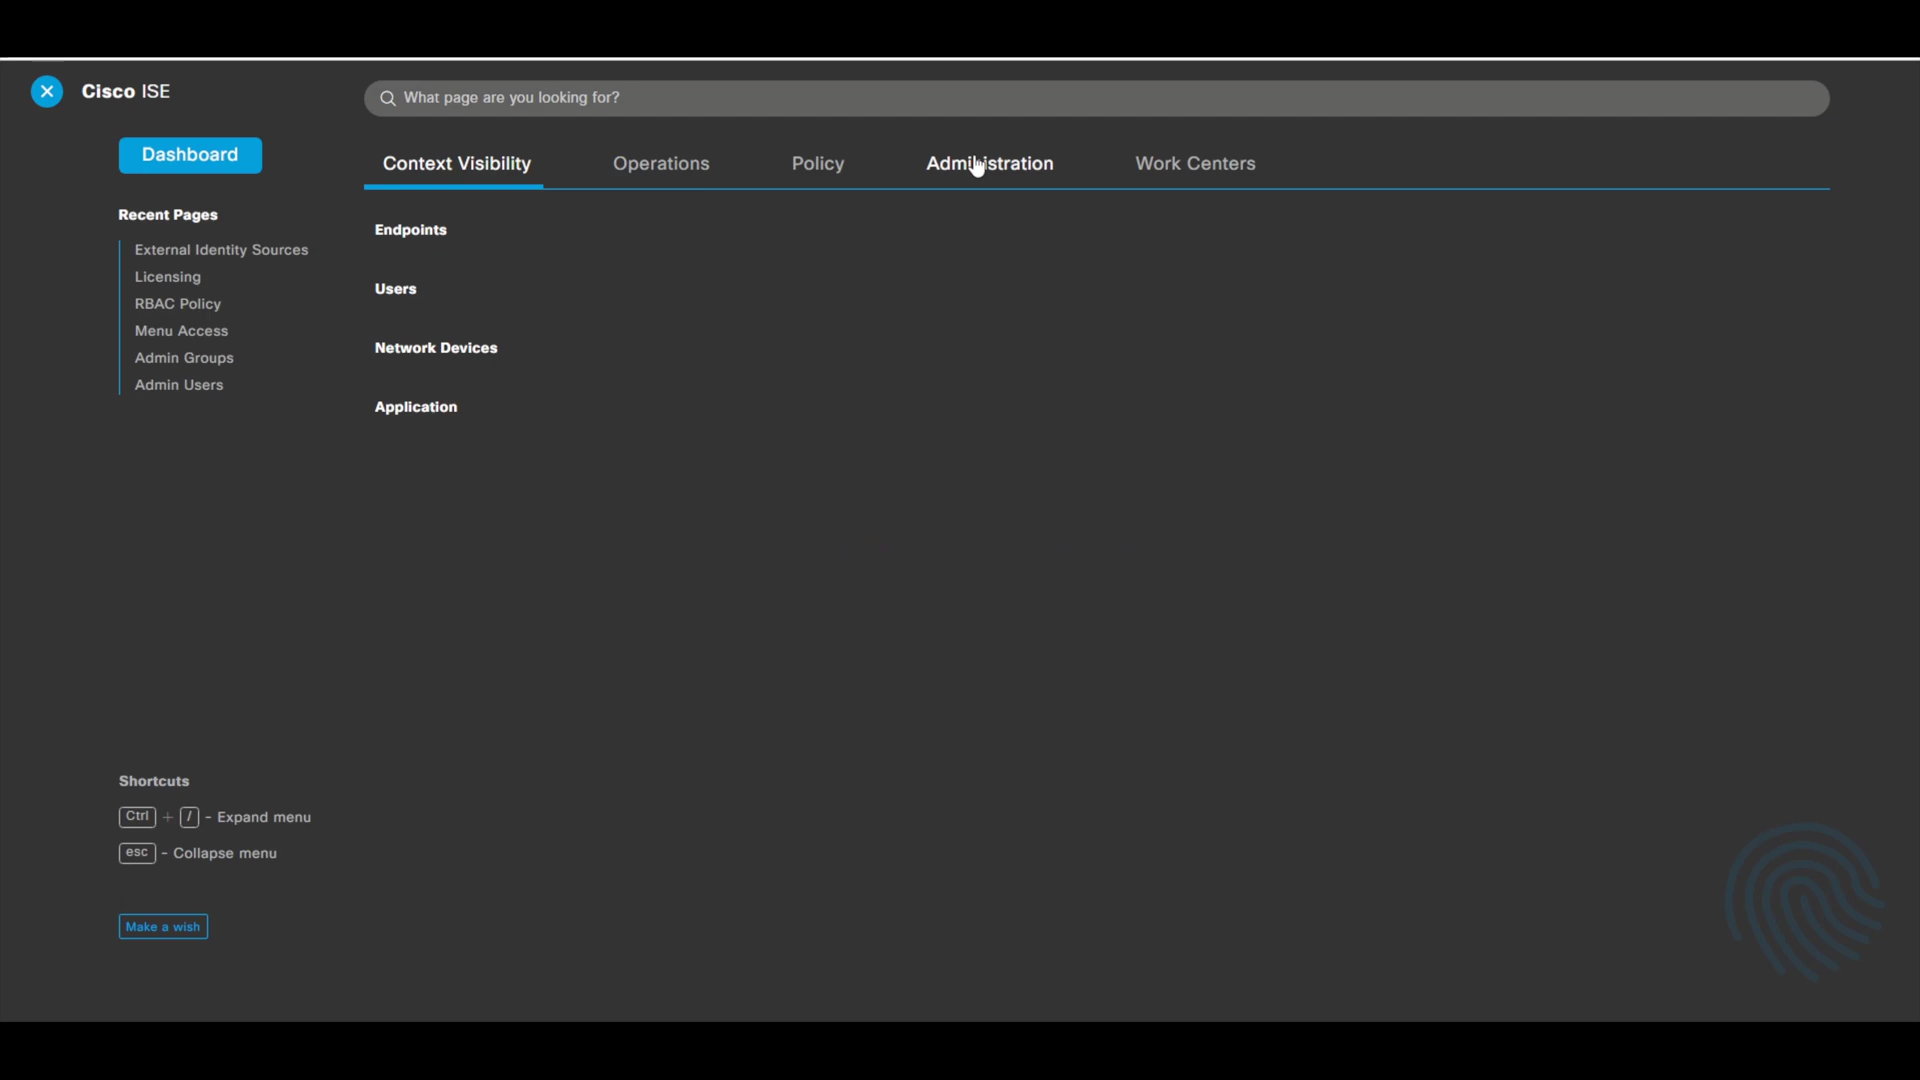 Cisco ISE
What page are you looking for?
Dashboard
Context Visibility
Operations
Policy
Administration
Work Centers
Recent Pages
External Identity Sources
Licensing
RBAC Policy
Menu Access
Admin Groups
Admin Users
Endpoints
Users
Network Devices
Application
Shortcuts
Ctrl + / - Expand menu
esc - Collapse menu
Make a wish